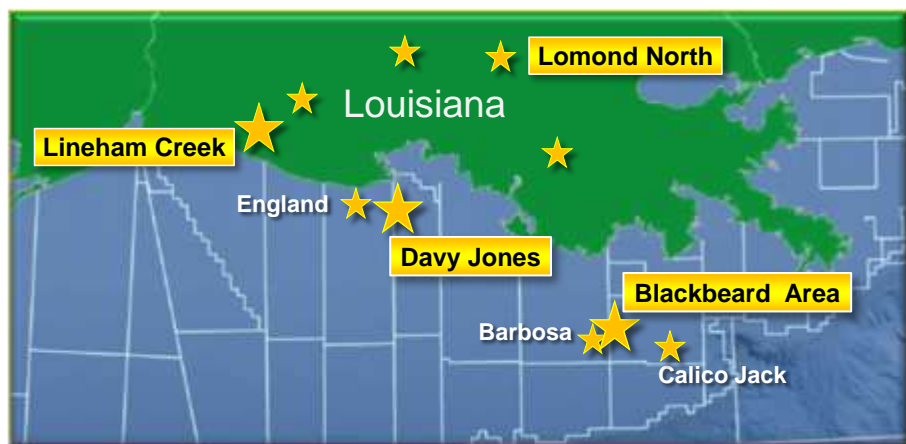 Lomond North
Louisiana
Lineham Creek
England
Davy Jones
Blackbeard Area
Barbosa
Calico Jack